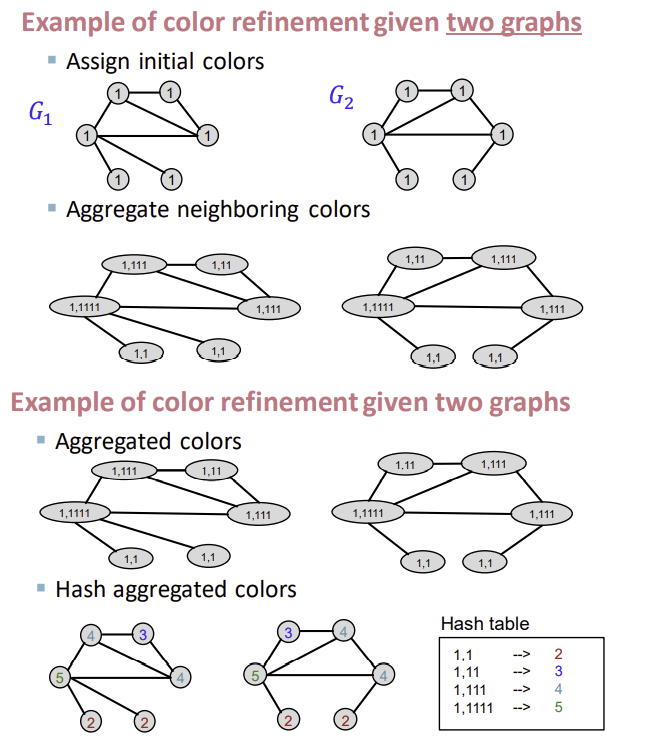 Example of color refinement given two graphs
▪ Assign initial colors
G₁
1 1
1 1
1 1
G₂
1 1
1 1
1 1
▪ Aggregate neighboring colors
1,111 1,11
1,1111 1,111
1,1 1,1
1,11 1,111
1,1111 1,111
1,1 1,1
Example of color refinement given two graphs
▪ Aggregated colors
1,111 1,11
1,1111 1,111
1,1 1,1
1,11 1,111
1,1111 1,111
1,1 1,1
▪ Hash aggregated colors
4 3
5 4
2 2
3 4
5 4
2 2
Hash table
1,1 --> 2
1,11 --> 3
1,111 --> 4
1,1111 --> 5